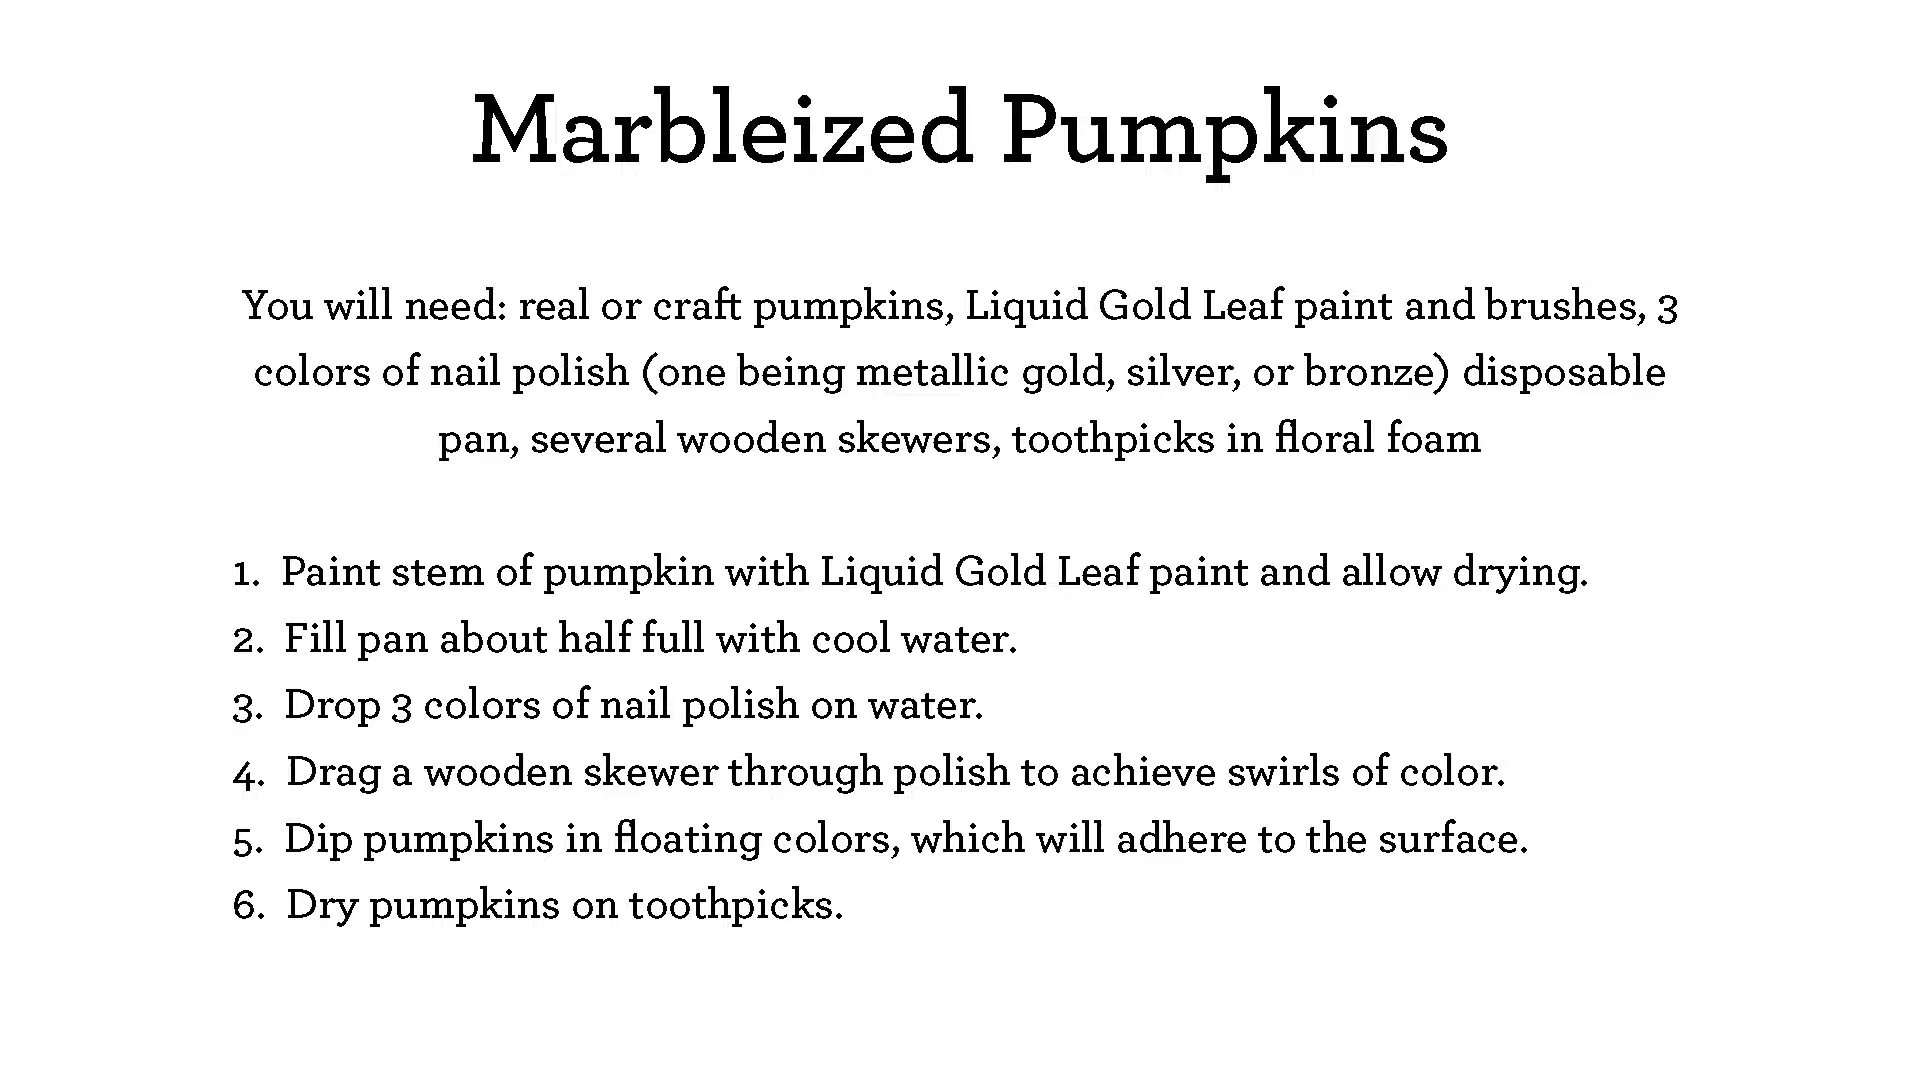 Marbleized Pumpkins
You will need: real or craft pumpkins, Liquid Gold Leaf paint and brushes, 3
colors of nail polish (one being metallic gold, silver, or bronze) disposable
pan, several wooden skewers, toothpicks in floral foam
1. Paint stem of pumpkin with Liquid Gold Leaf paint and allow drying.
2. Fill pan about half full with cool water.
3. Drop 3 colors of nail polish on water.
4. Drag a wooden skewer through polish to achieve swirls of color.
5. Dip pumpkins in floating colors, which will adhere to the surface.
6. Dry pumpkins on toothpicks.